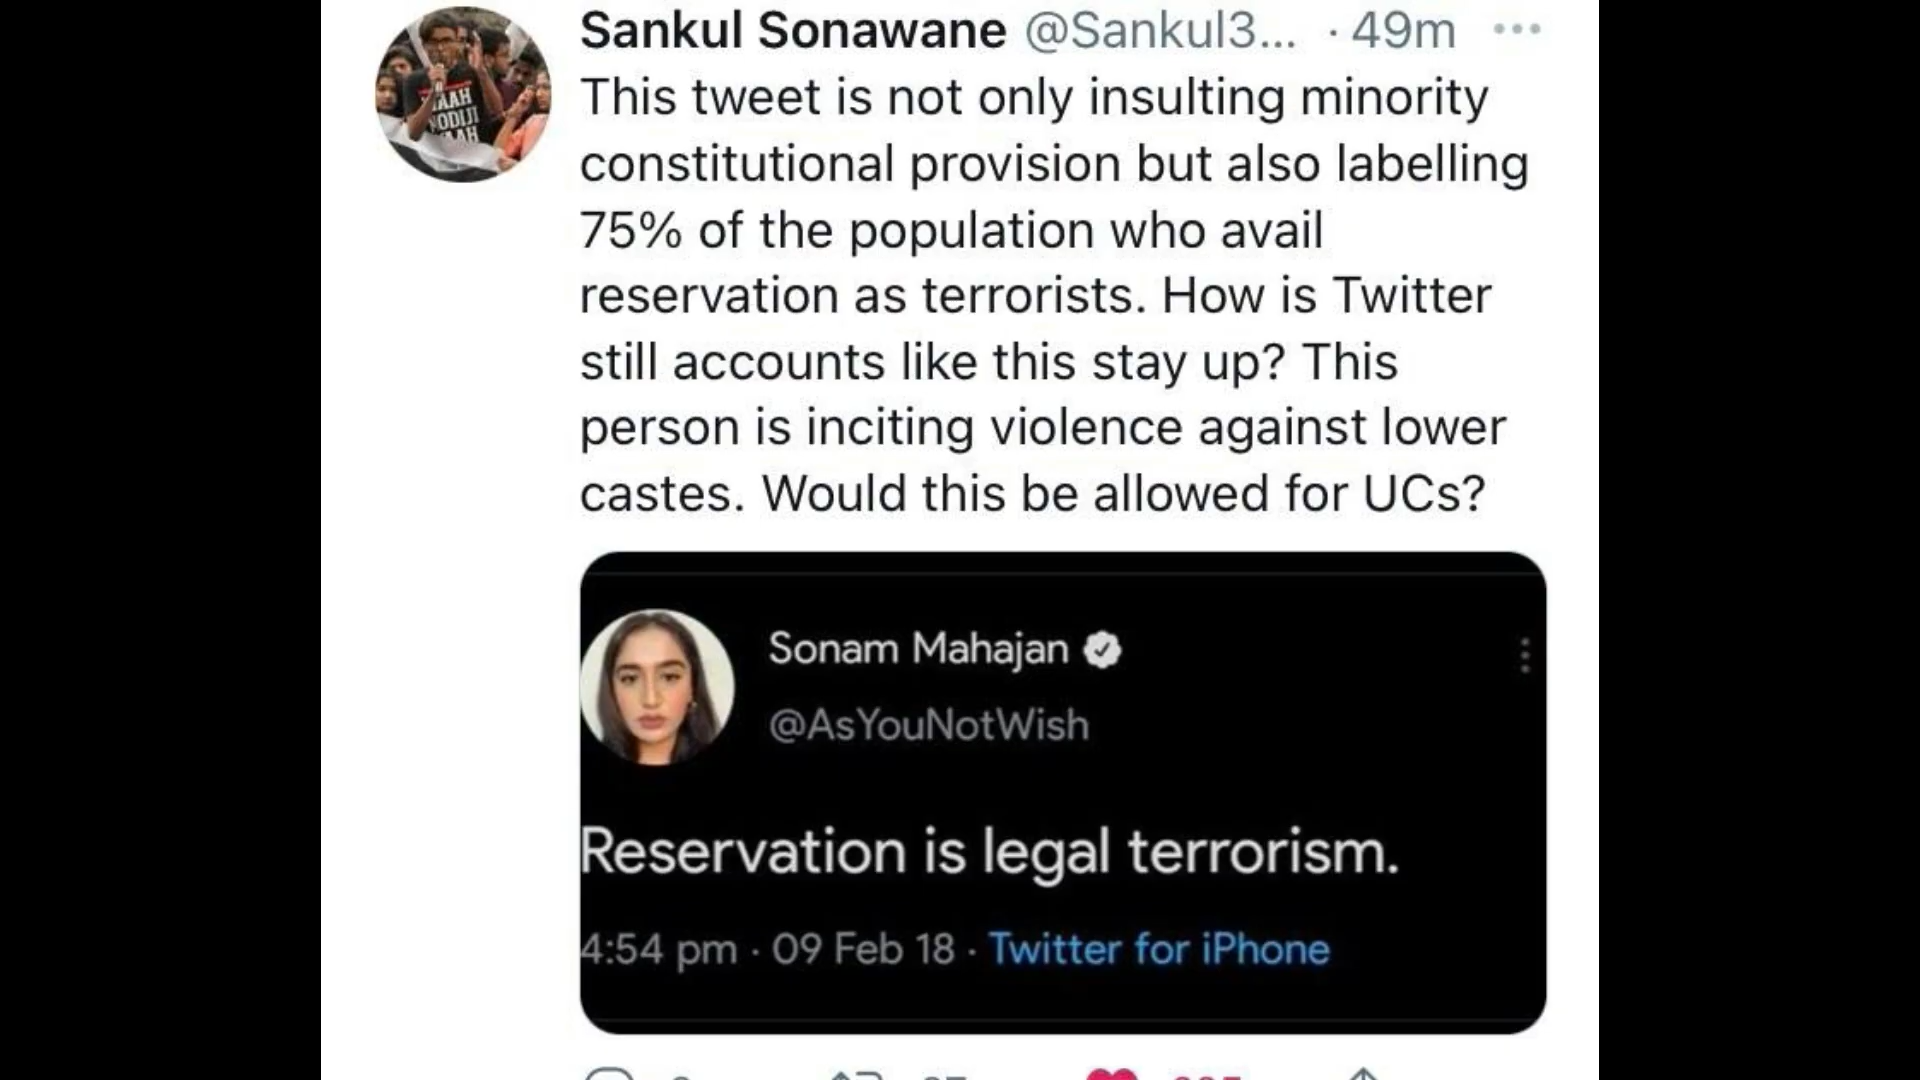 Sankul Sonawane @Sankul3... · 49m
This tweet is not only insulting minority
constitutional provision but also labelling
75% of the population who avail
reservation as terrorists. How is Twitter
still accounts like this stay up? This
person is inciting violence against lower
castes. Would this be allowed for UCs?
Sonam Mahajan
@AsYouNotWish
Reservation is legal terrorism.
4:54 pm · 09 Feb 18 · Twitter for iPhone